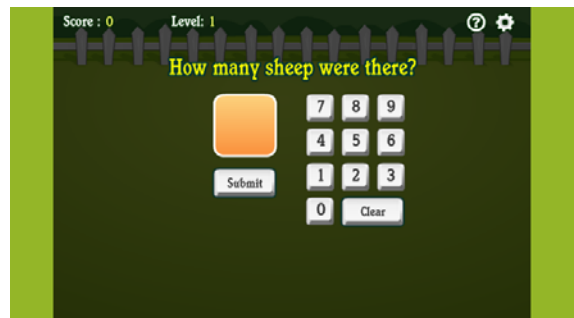 Score : 0 Level: 1 ?
How many sheep were there?
7 8 9
4 5 6
Submit 1 2 3
0 Clear